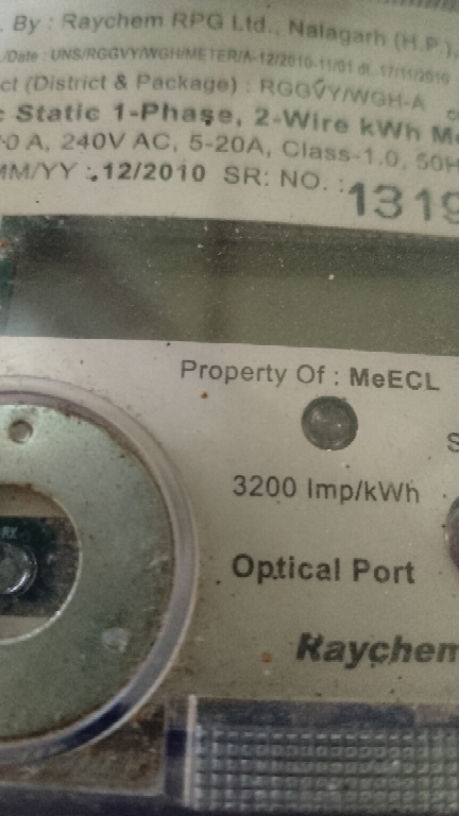 . By : Raychem RPG Ltd., Nalagarh (H.P.),
/Date : UNS/RGGVY/WGH/METER/A-12/2010-11/01 dt. 17/11/2010
ct (District & Package) : RGGVY/WGH-A
c Static 1-Phase, 2-Wire kWh Me
0 A, 240V AC, 5-20A, Class-1.0, 50H
MM/YY : 12/2010 SR: NO. : 1319
Property Of : MeECL
S
3200 Imp/kWh
RX
Optical Port
Raychem